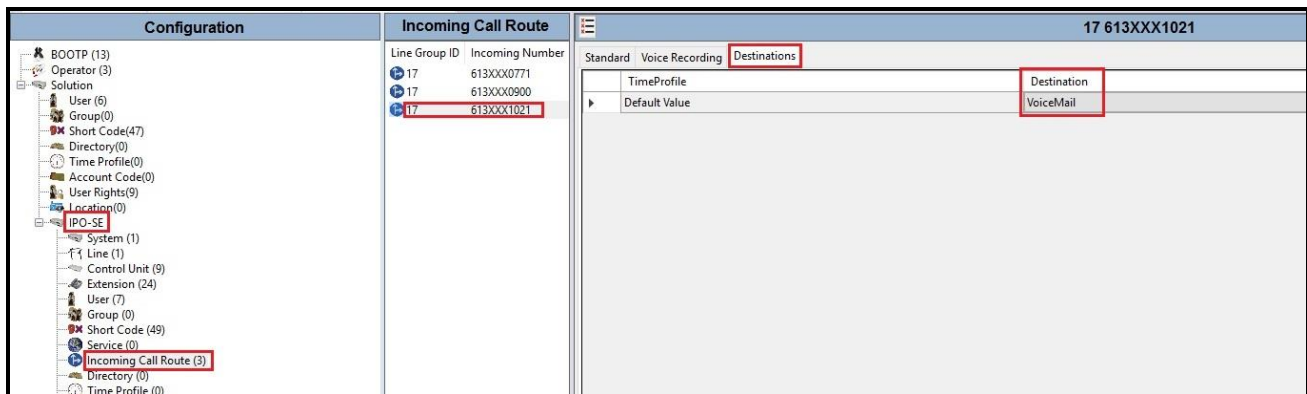 Configuration
BOOTP (13)
Operator (3)
Solution
User (6)
Group(0)
Short Code(47)
Directory(0)
Time Profile(0)
Account Code(0)
User Rights(9)
Location(0)
IPO-SE
System (1)
Line (1)
Control Unit (9)
Extension (24)
User (7)
Group (0)
Short Code (49)
Service (0)
Incoming Call Route (3)
Directory (0)
Time Profile (0)
Incoming Call Route
Line Group ID Incoming Number
17 613XXX0771
17 613XXX0900
17 613XXX1021
17 613XXX1021
Standard Voice Recording Destinations
TimeProfile Destination
Default Value VoiceMail